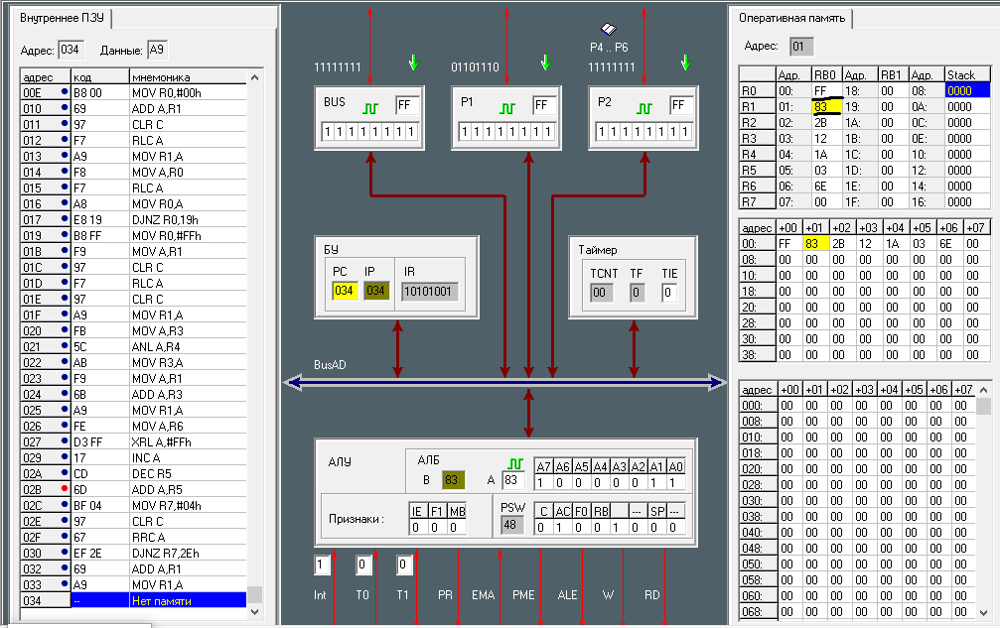 Внутреннее ПЗУ
Адрес: 034 Данные: A9
адрес код мнемоника
00E B8 00 MOV R0,#00h
010 69 ADD A,R1
011 97 CLR C
012 F7 RLC A
013 A9 MOV R1,A
014 F8 MOV A,R0
015 F7 RLC A
016 A8 MOV R0,A
017 E8 19 DJNZ R0,19h
019 B8 FF MOV R0,#FFh
01B F9 MOV A,R1
01C 97 CLR C
01D F7 RLC A
01E 97 CLR C
01F A9 MOV R1,A
020 FB MOV A,R3
021 5C ANL A,R4
022 AB MOV R3,A
023 F9 MOV A,R1
024 6B ADD A,R3
025 A9 MOV R1,A
026 FE MOV A,R6
027 D3 FF XRL A,#FFh
029 17 INC A
02A CD DEC R5
02B 6D ADD A,R5
02C BF 04 MOV R7,#04h
02E 97 CLR C
02F 67 RRC A
030 EF 2E DJNZ R7,2Eh
032 69 ADD A,R1
033 A9 MOV R1,A
034 -- Нет памяти
P4 .. P6
11111111 01101110 11111111
BUS FF P1 FF P2 FF
1 1 1 1 1 1 1 1 1 1 1 1 1 1 1 1 1 1 1 1 1 1 1 1
БУ
PC IP IR
034 034 10101001
Таймер
TCNT TF TIE
00 0 0
BusAD
АЛУ АЛБ
B 83 A 83
A7 A6 A5 A4 A3 A2 A1 A0
1 0 0 0 0 0 1 1
Признаки :
IE F1 MB
0 0 0
PSW
48
C AC F0 RB --- SP ---
0 1 0 0 1 0 0 0
1 0 0
Int T0 T1 PR EMA PME ALE W RD
Оперативная память
Адрес: 01
Адр. RB0 Адр. RB1 Адр. Stack
R0 00: FF 18: 00 08: 0000
R1 01: 83 19: 00 0A: 0000
R2 02: 2B 1A: 00 0C: 0000
R3 03: 12 1B: 00 0E: 0000
R4 04: 1A 1C: 00 10: 0000
R5 05: 03 1D: 00 12: 0000
R6 06: 6E 1E: 00 14: 0000
R7 07: 00 1F: 00 16: 0000
адрес +00 +01 +02 +03 +04 +05 +06 +07
00: FF 83 2B 12 1A 03 6E 00
08: 00 00 00 00 00 00 00 00
10: 00 00 00 00 00 00 00 00
18: 00 00 00 00 00 00 00 00
20: 00 00 00 00 00 00 00 00
28: 00 00 00 00 00 00 00 00
30: 00 00 00 00 00 00 00 00
38: 00 00 00 00 00 00 00 00
адрес +00 +01 +02 +03 +04 +05 +06 +07
000: 00 00 00 00 00 00 00 00
008: 00 00 00 00 00 00 00 00
010: 00 00 00 00 00 00 00 00
018: 00 00 00 00 00 00 00 00
020: 00 00 00 00 00 00 00 00
028: 00 00 00 00 00 00 00 00
030: 00 00 00 00 00 00 00 00
038: 00 00 00 00 00 00 00 00
040: 00 00 00 00 00 00 00 00
048: 00 00 00 00 00 00 00 00
050: 00 00 00 00 00 00 00 00
058: 00 00 00 00 00 00 00 00
060: 00 00 00 00 00 00 00 00
068: 00 00 00 00 00 00 00 00